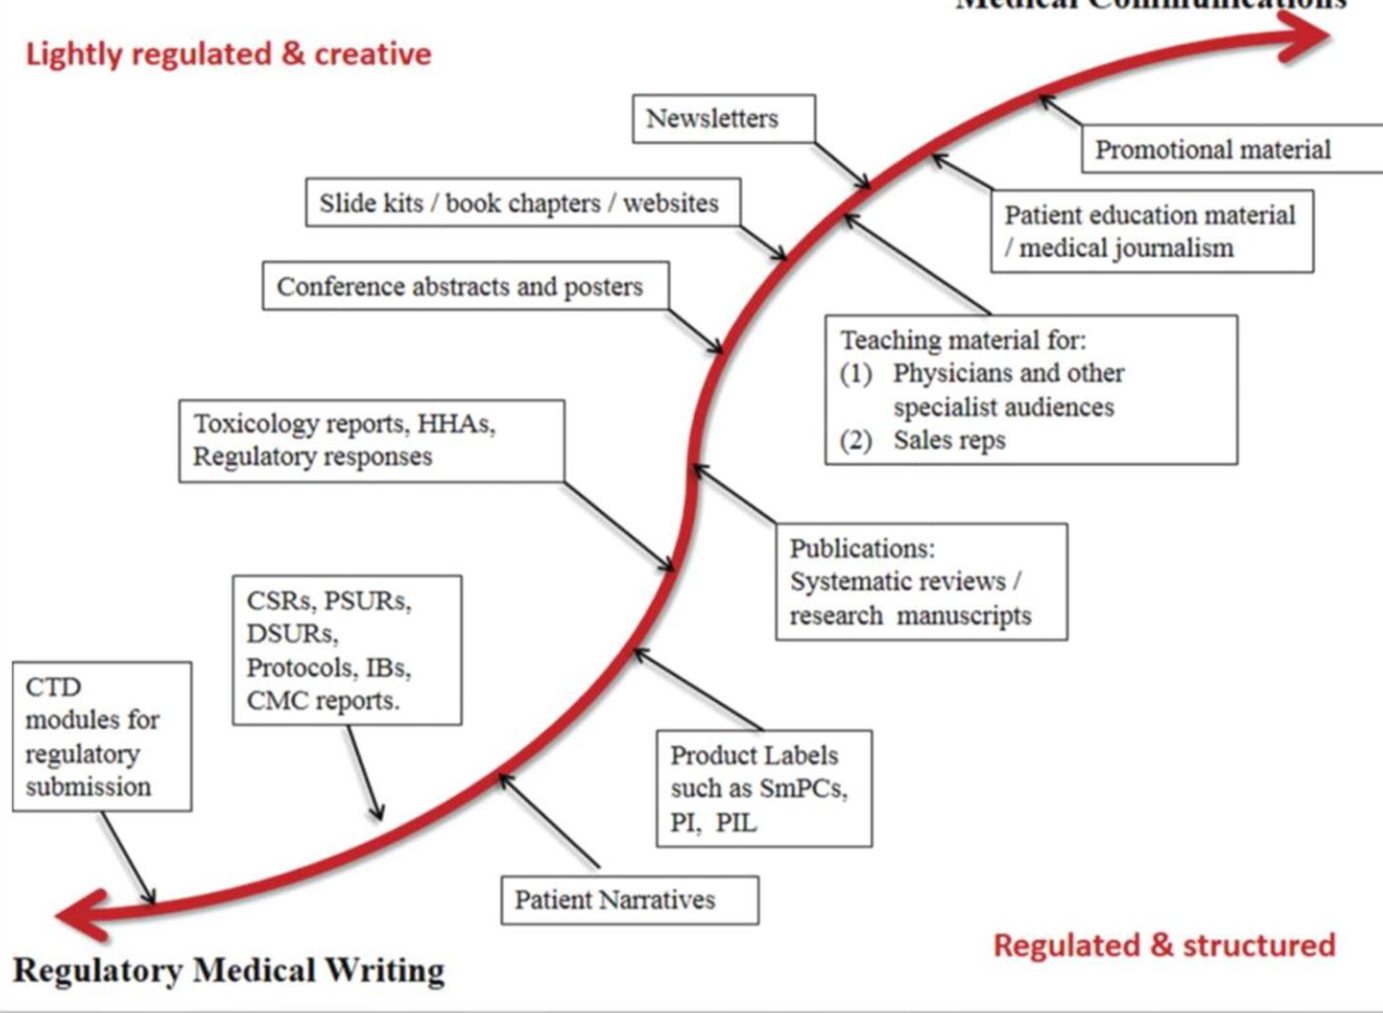 Medical Communications
Lightly regulated & creative
Newsletters
Promotional material
Slide kits / book chapters / websites
Patient education material
/ medical journalism
Conference abstracts and posters
Teaching material for:
(1) Physicians and other
specialist audiences
(2) Sales reps
Toxicology reports, HHAs,
Regulatory responses
Publications:
Systematic reviews /
research manuscripts
CSRs, PSURs,
DSURs,
Protocols, IBs,
CMC reports.
CTD
modules for
regulatory
submission
Product Labels
such as SmPCs,
PI, PIL
Patient Narratives
Regulated & structured
Regulatory Medical Writing